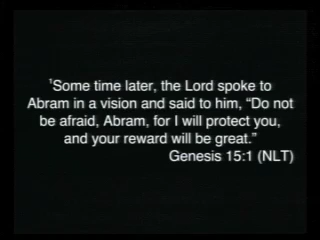 ¹Some time later, the Lord spoke to
Abram in a vision and said to him, “Do not
be afraid, Abram, for I will protect you,
and your reward will be great.”
Genesis 15:1 (NLT)